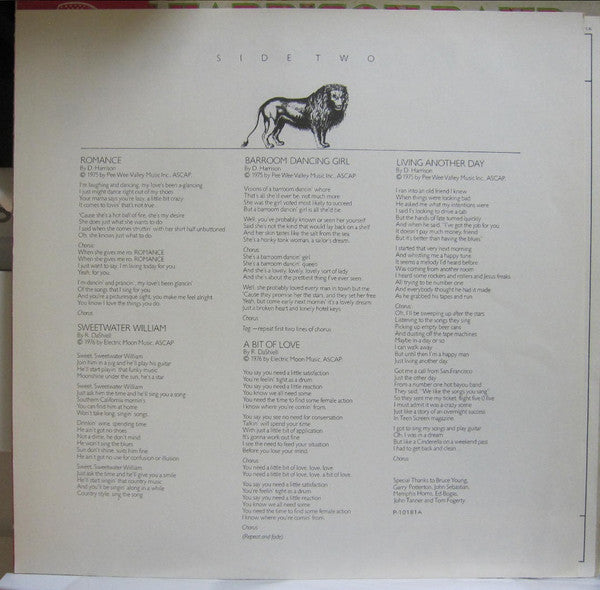 SIDE TWO
ROMANCE
By D. Harrison
© 1975 by Pee Wee Valley Music Inc., ASCAP.
I'm laughing and dancing, my love's been a-glancing
I just might dance right out of my shoes
Your mama says you're lazy, a little bit crazy
It comes to lovin' that's not true.
'Cause she's a hot ball of fire, she's my desire
She does just what she wants to do
I said when she comes struttin' with her shirt half unbuttoned
Oh, she knows just what to do.
Chorus:
When she gives me ro, ROMANCE
When she gives me ro, ROMANCE
I just want to say, I'm living today for you
Yeah, for you.
I'm dancin' and prancin', my love's been glancin'
Of the songs that I sing for you
And you're a picturesque sight, you make me feel alright
You know I love the things you do.
Chorus
SWEETWATER WILLIAM
By R. DaShiell
© 1976 by Electric Moon Music, ASCAP.
Sweet, Sweetwater William
Join him in a jug and he'll play his guitar
He'll start playin' that funky music
Moonshine under the sun, he's a star.
Sweet, Sweetwater William
Just ask him the time and he'll sing you a song
Southern California mornin's
You can find him at home
Won't take long, singin' songs.
Drinkin' wine, spending time
He ain't got no shoes
Not a dime, he don't mind
He won't sing the blues
Sun don't shine, suits him fine
He ain't got no use for confusion or illusion.
Sweet, Sweetwater William
Just ask the time and he'll give you a smile
He'll start singin' that country music
And you'll be singin' along in a while
Country style, sing the song.
BARROOM DANCING GIRL
By D. Harrison
© 1975 by Pee Wee Valley Music Inc., ASCAP.
Visions of a barroom dancin' whore
That's all she'll ever be, not much more
She was the girl voted most likely to succeed
But a barroom dancin' girl is all she'd be.
Well, you've probably known or seen her yourself
Said she's not the kind that would lay back on a shelf
And her skin tastes like the salt from the sea
She's a honky tonk woman, a sailor's dream.
Chorus:
She's a barroom dancin' girl
She's a barroom dancin' queen
And she's a lovely, lovely, lovely sort of lady
And she's about the prettiest thing I've ever seen.
Well, she probably loved every man in town but me
'Cause they promise her the stars, and they set her free
Yeah, but come early next mornin' it's a lovely dream
Just a broken heart and lonely hotel keys.
Chorus
Tag —repeat first two lines of chorus
A BIT OF LOVE
By R. DaShiell
© 1976 by Electric Moon Music, ASCAP.
You say you need a little satisfaction
You're feelin' tight as a drum
You say you need a little reaction
You know we all need some
You need the time to find some female action
I know where you're comin' from.
You say you see no need for conversation
Talkin' will spend your time
With just a little bit of application
It's gonna work out fine
I see the need to feed your situation
Before you lose your mind.
Chorus:
You need a little bit of love, love, love
You need a little bit of love, love, a bit of love.
You say you need a little satisfaction
You're feelin' tight as a drum
You say you need a little reaction
You know we all need some
You need the time to find some female action
I know where you're comin' from.
Chorus
(Repeat and fade)
LIVING ANOTHER DAY
By D. Harrison
© 1975 by Pee Wee Valley Music Inc., ASCAP.
I ran into an old friend I knew
When things were looking bad
He asked me what my intentions were
I said I's looking to drive a cab
But the hands of fate turned quickly
And when he said, "I've got the job for you
It doesn't pay much money, friend
But it's better than having the blues".
I started that very next morning
And whistling me a happy tune
It seems a melody I'd heard before
Was coming from another room
I heard some rockers and rollers and Jesus freaks
All trying to be number one
And everybody thought he had it made
As he grabbed his tapes and run.
Chorus:
Oh, I'll be sweeping up after the stars
Listening to the songs they sing
Picking up empty beer cans
And dusting off the tape machines
Maybe in a day or so
I can walk away
But until then I'm a happy man
Just living another day.
Got me a call from San Francisco
Just the other day
From a number one hot bayou band
They said, "We like the songs you sang"
So they sent me my ticket, flight five 0 five
I must admit it was a crazy scene
Just like a story of an overnight success
In Teen Screen magazine.
I got to sing my songs and play guitar
Oh, I was in a dream
But like a Cinderella on a weekend pass
I had to get back and clean...
Chorus
Special Thanks to Bruce Young,
Garry Potterton, John Sebastian,
Memphis Horns, Ed Bogas,
John Tanner and Tom Fogerty.
P-10181A